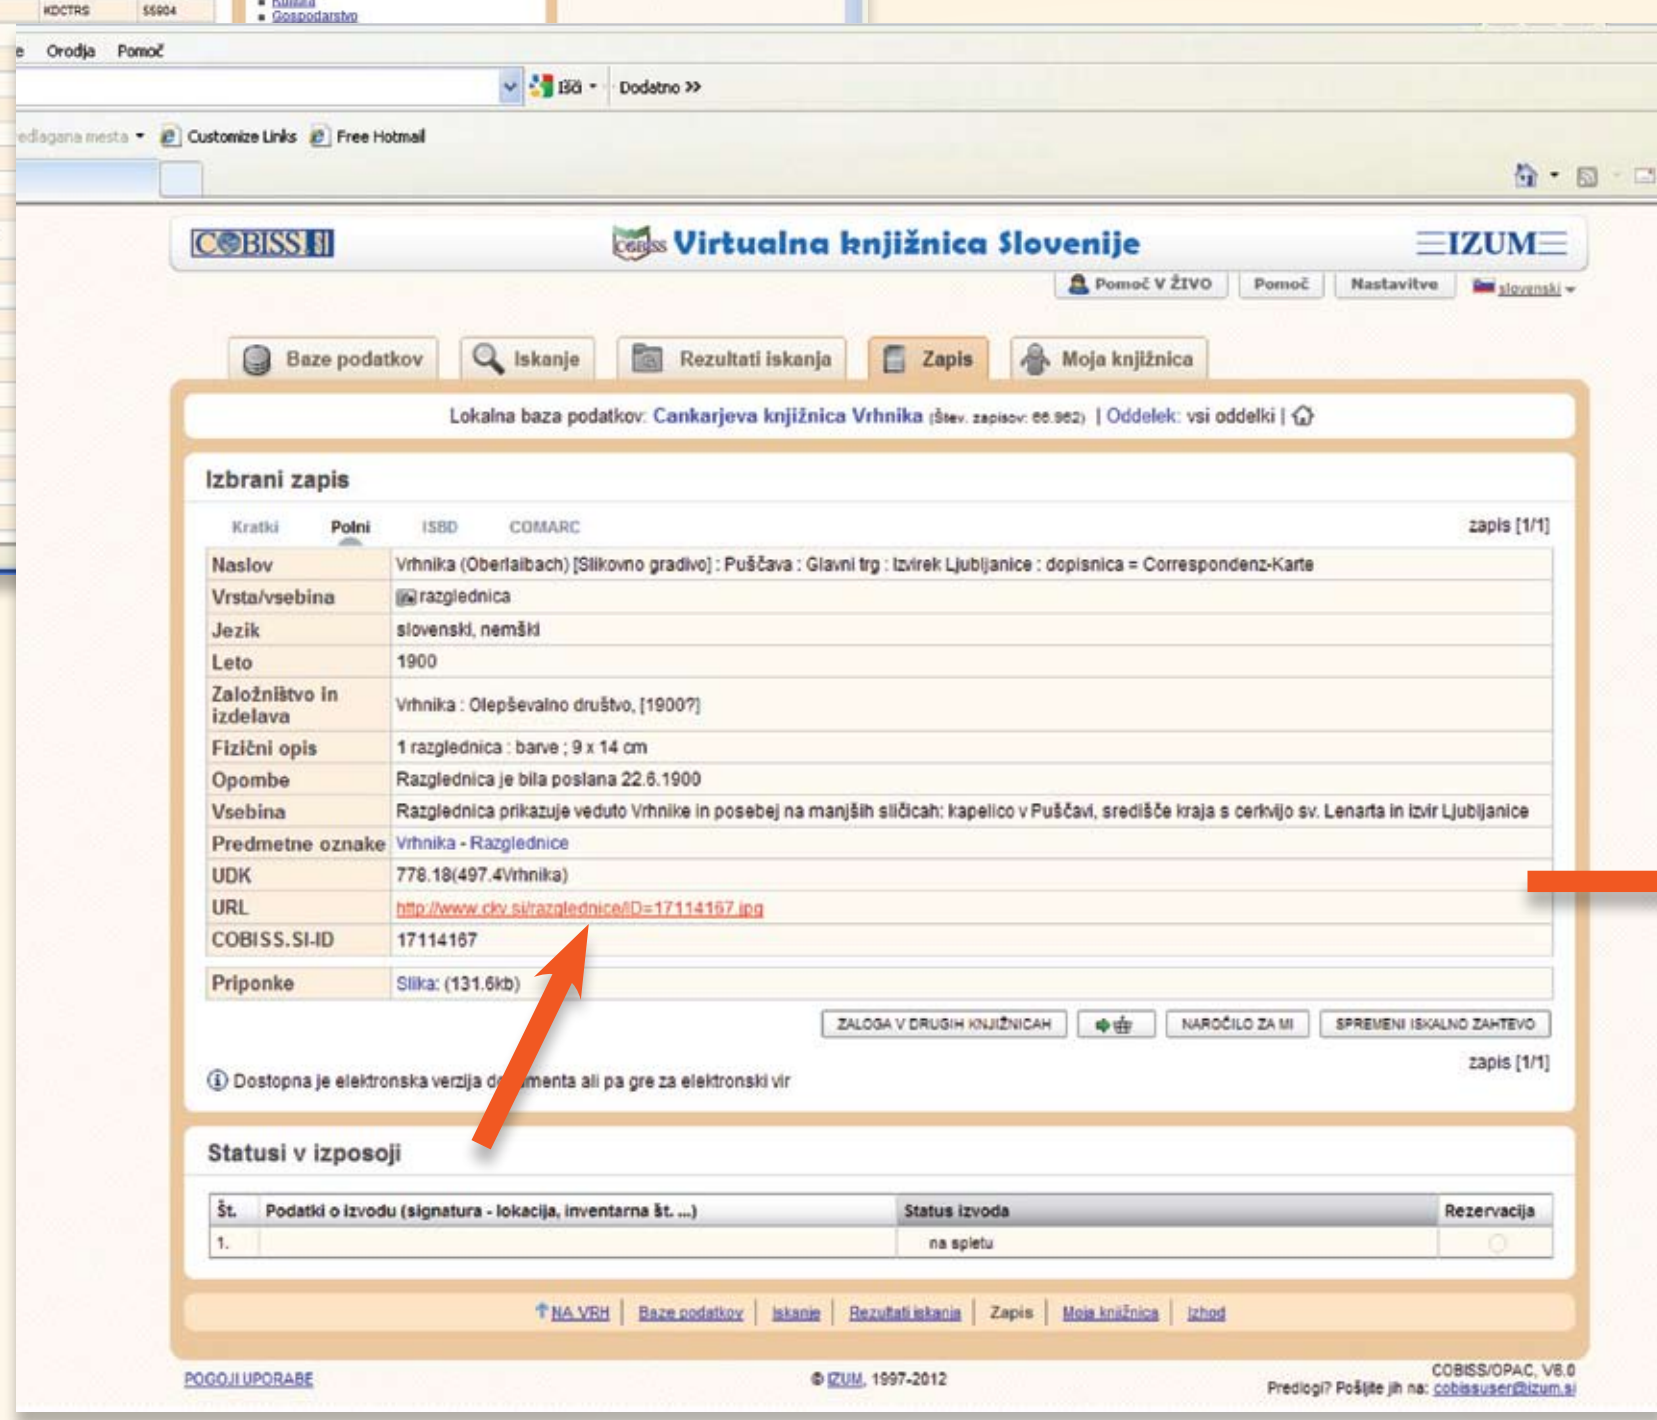 KDCTRS 55904
Kultura
Gospodarstvo
e Orodja Pomoč
Išči Dodatno >>
edlagana mesta Customize Links Free Hotmail
COBISS SI COBISS Virtualna knjižnica Slovenije IZUM
Pomoč V ŽIVO Pomoč Nastavitve slovenski
Baze podatkov Iskanje Rezultati iskanja Zapis Moja knjižnica
Lokalna baza podatkov: Cankarjeva knjižnica Vrhnika (Štev. zapisov: 66.962) | Oddelek: vsi oddelki |
Izbrani zapis
Kratki Polni ISBD COMARC zapis [1/1]
Naslov Vrhnika (Oberlaibach) [Slikovno gradivo] : Puščava : Glavni trg : Izvirek Ljubljanice : dopisnica = Correspondenz-Karte
Vrsta/vsebina razglednica
Jezik slovenski, nemški
Leto 1900
Založništvo in
izdelava Vrhnika : Olepševalno društvo, [1900?]
Fizični opis 1 razglednica : barve ; 9 x 14 cm
Opombe Razglednica je bila poslana 22.6.1900
Vsebina Razglednica prikazuje veduto Vrhnike in posebej na manjših sličicah: kapelico v Puščavi, središče kraja s cerkvijo sv. Lenarta in izvir Ljubljanice
Predmetne oznake Vrhnika - Razglednice
UDK 778.18(497.4Vrhnika)
URL http://www.ckv.si/razglednice/ID=17114167.jpg
COBISS.SI-ID 17114167
Priponke Slika: (131.6kb)
ZALOGA V DRUGIH KNJIŽNICAH NAROČILO ZA MI SPREMENI ISKALNO ZAHTEVO
zapis [1/1]
Dostopna je elektronska verzija dokumenta ali pa gre za elektronski vir
Statusi v izposoji
Št. Podatki o izvodu (signatura - lokacija, inventarna št. ...) Status izvoda Rezervacija
1. na spletu
NA VRH | Baze podatkov | Iskanje | Rezultati iskanja | Zapis | Moja knjižnica | Izhod
POGOJI UPORABE © IZUM, 1997-2012 COBISS/OPAC, V6.0
Predlogi? Pošljite jih na: cobissuser@izum.si